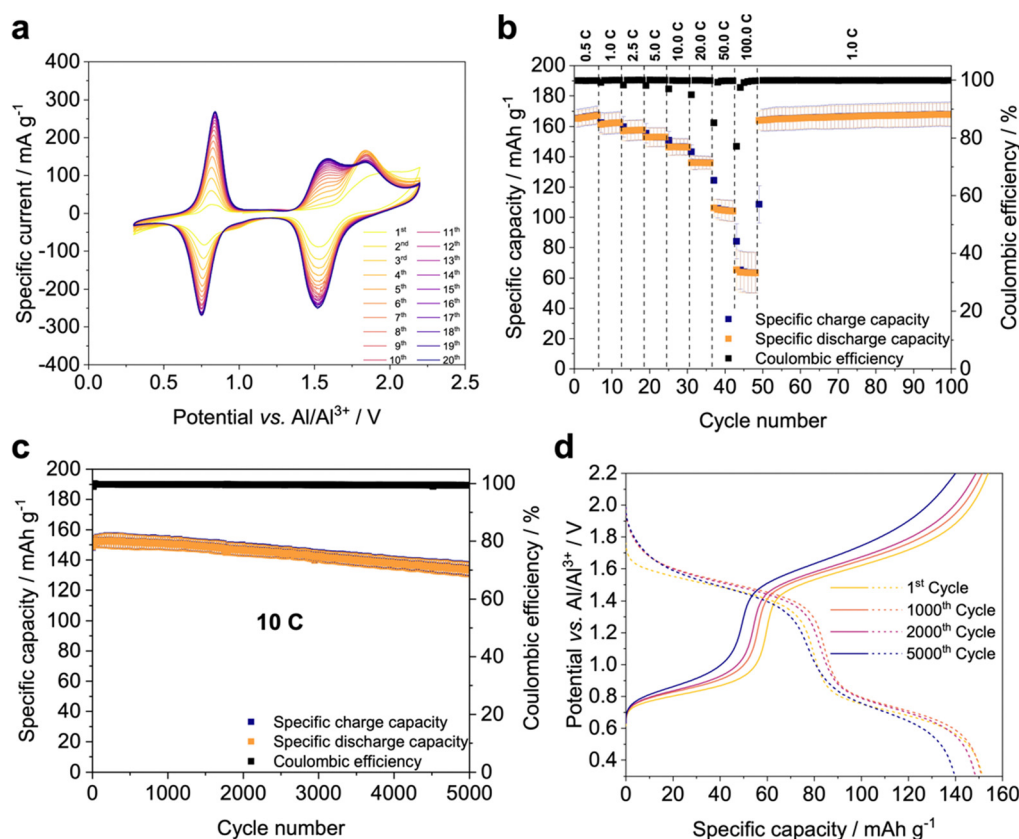 a
Specific current / mA g⁻¹
400
300
200
100
0
-100
-200
-300
-400
0.0 0.5 1.0 1.5 2.0 2.5
Potential vs. Al/Al³⁺ / V
1ˢᵗ 11ᵗʰ
2ⁿᵈ 12ᵗʰ
3ʳᵈ 13ᵗʰ
4ᵗʰ 14ᵗʰ
5ᵗʰ 15ᵗʰ
6ᵗʰ 16ᵗʰ
7ᵗʰ 17ᵗʰ
8ᵗʰ 18ᵗʰ
9ᵗʰ 19ᵗʰ
10ᵗʰ 20ᵗʰ
b
0.5 C 1.0 C 2.5 C 5.0 C 10.0 C 20.0 C 50.0 C 100.0 C 1.0 C
Specific capacity / mAh g⁻¹
200
180
160
140
120
100
80
60
40
20
0
0 10 20 30 40 50 60 70 80 90 100
Cycle number
Specific charge capacity
Specific discharge capacity
Coulombic efficiency
100
80
60
40
20
0
Coulombic efficiency / %
c
Specific capacity / mAh g⁻¹
190
180
170
160
150
140
130
120
110
100
90
80
70
60
50
40
30
20
10
0
0 1000 2000 3000 4000 5000
Cycle number
10 C
Specific charge capacity
Specific discharge capacity
Coulombic efficiency
100
80
60
40
20
0
Coulombic efficiency / %
d
Potential vs. Al/Al³⁺ / V
2.2
2.0
1.8
1.6
1.4
1.2
1.0
0.8
0.6
0.4
0 20 40 60 80 100 120 140 160
Specific capacity / mAh g⁻¹
1ˢᵗ Cycle
1000ᵗʰ Cycle
2000ᵗʰ Cycle
5000ᵗʰ Cycle